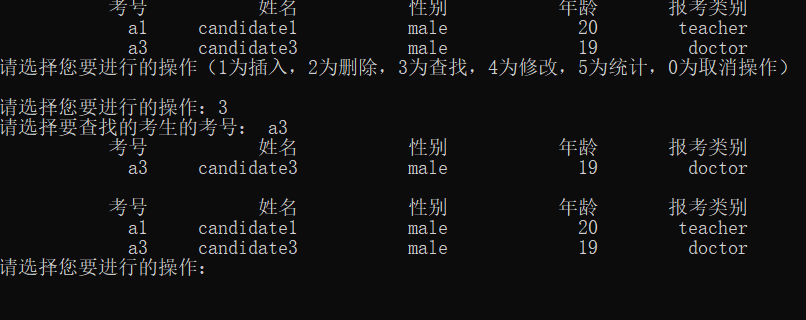 考号 姓名 性别 年龄 报考类别
a1 candidate1 male 20 teacher
a3 candidate3 male 19 doctor
请选择您要进行的操作（1为插入，2为删除，3为查找，4为修改，5为统计，0为取消操作）
请选择您要进行的操作：3
请选择要查找的考生的考号： a3
考号 姓名 性别 年龄 报考类别
a3 candidate3 male 19 doctor
考号 姓名 性别 年龄 报考类别
a1 candidate1 male 20 teacher
a3 candidate3 male 19 doctor
请选择您要进行的操作：